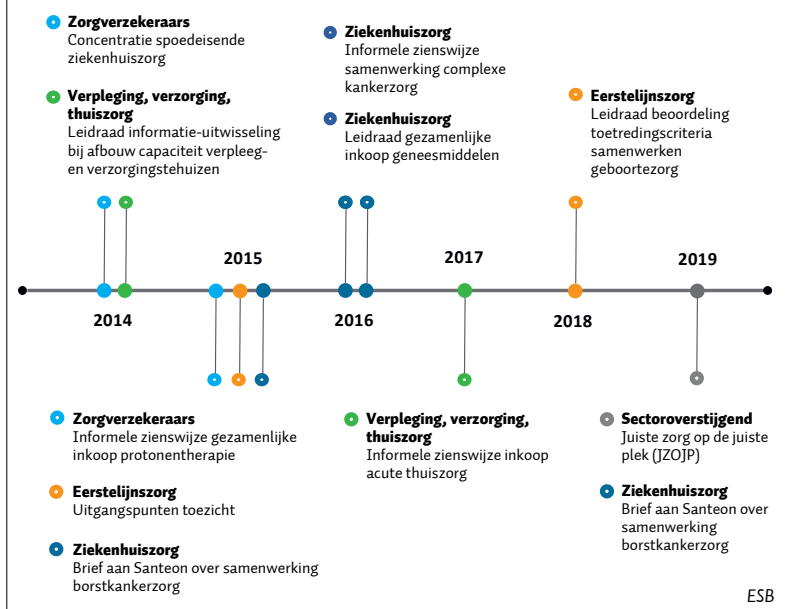 Zorgverzekeraars
Concentratie spoedeisende
ziekenhuiszorg
Verpleging, verzorging,
thuiszorg
Leidraad informatie-uitwisseling
bij afbouw capaciteit verpleeg-
en verzorgingstehuizen
Ziekenhuiszorg
Informele zienswijze
samenwerking complexe
kankerzorg
Ziekenhuiszorg
Leidraad gezamenlijke
inkoop geneesmiddelen
Eerstelijnszorg
Leidraad beoordeling
toetredingscriteria
samenwerken
geboortezorg
2015
2017
2019
2014
2016
2018
Zorgverzekeraars
Informele zienswijze gezamenlijke
inkoop protonentherapie
Eerstelijnszorg
Uitgangspunten toezicht
Ziekenhuiszorg
Brief aan Santeon over samenwerking
borstkankerzorg
Verpleging, verzorging,
thuiszorg
Informele zienswijze inkoop
acute thuiszorg
Sectoroverstijgend
Juiste zorg op de juiste
plek (JZOJP)
Ziekenhuiszorg
Brief aan Santeon over
samenwerking
borstkankerzorg
ESB